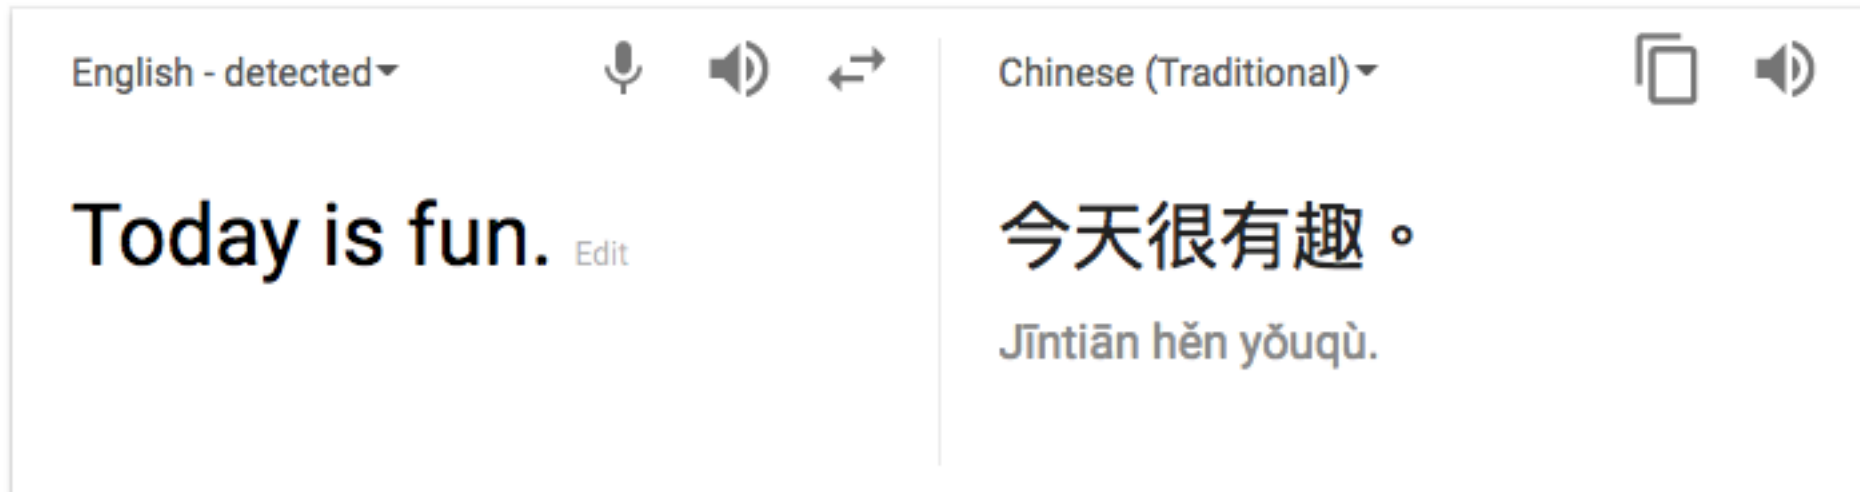 English - detected
Chinese (Traditional)
Today is fun. Edit
今天很有趣。
Jīntiān hěn yǒuqù.